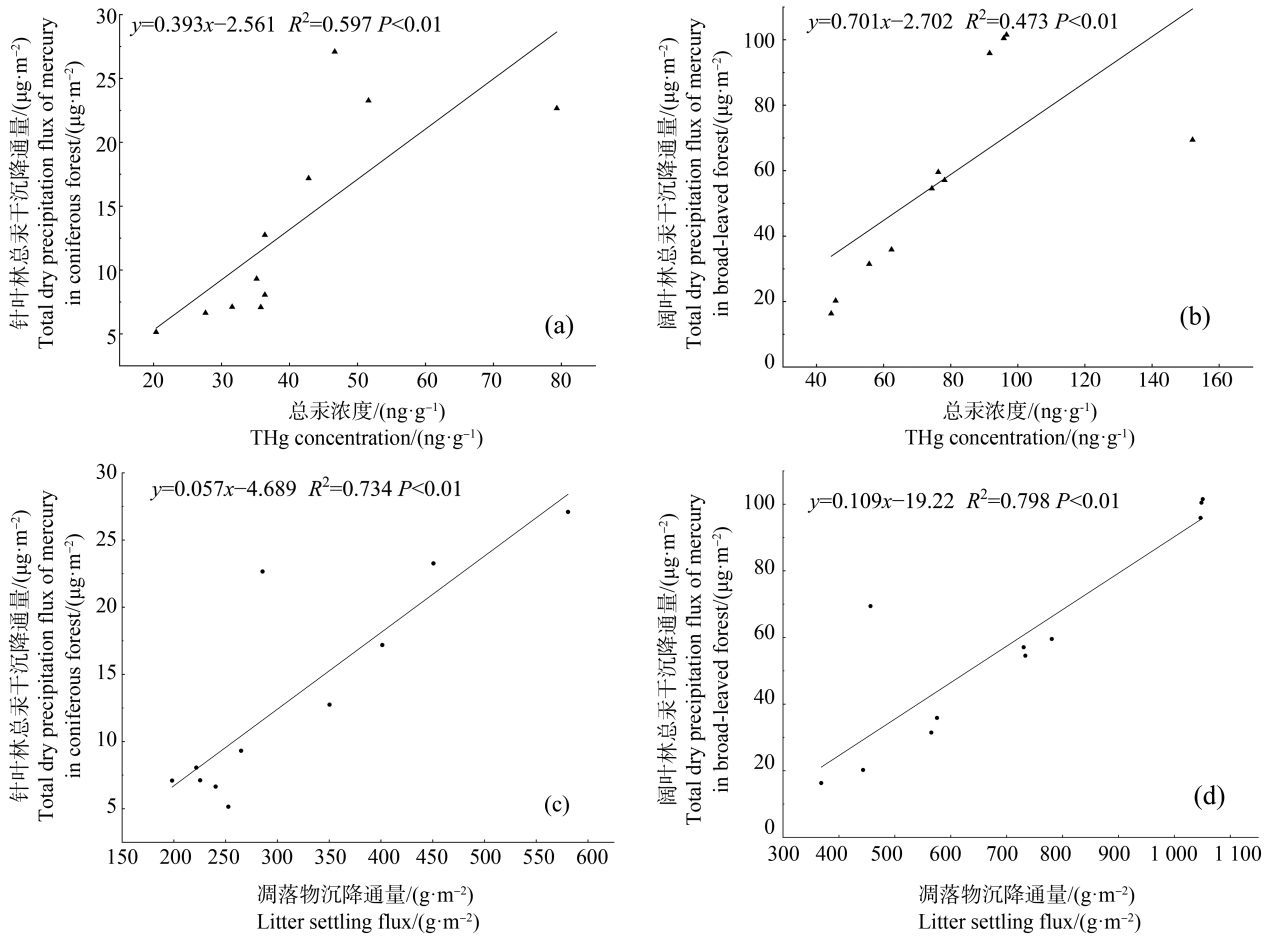 y=0.393x−2.561 R²=0.597 P<0.01
针叶林总汞干沉降通量/(μg·m⁻²)
Total dry precipitation flux of mercury
in coniferous forest/(μg·m⁻²)
30
25
20
15
10
5
(a)
20 30 40 50 60 70 80
总汞浓度/(ng·g⁻¹)
THg concentration/(ng·g⁻¹)
y=0.701x−2.702 R²=0.473 P<0.01
阔叶林总汞干沉降通量/(μg·m⁻²)
Total dry precipitation flux of mercury
in broad-leaved forest/(μg·m⁻²)
100
80
60
40
20
0
(b)
40 60 80 100 120 140 160
总汞浓度/(ng·g⁻¹)
THg concentration/(ng·g⁻¹)
y=0.057x−4.689 R²=0.734 P<0.01
针叶林总汞干沉降通量/(μg·m⁻²)
Total dry precipitation flux of mercury
in coniferous forest/(μg·m⁻²)
30
25
20
15
10
5
(c)
150 200 250 300 350 400 450 500 550 600
凋落物沉降通量/(g·m⁻²)
Litter settling flux/(g·m⁻²)
y=0.109x−19.22 R²=0.798 P<0.01
阔叶林总汞干沉降通量/(μg·m⁻²)
Total dry precipitation flux of mercury
in broad-leaved forest/(μg·m⁻²)
100
80
60
40
20
0
(d)
300 400 500 600 700 800 900 1 000 1 100
凋落物沉降通量/(g·m⁻²)
Litter settling flux/(g·m⁻²)